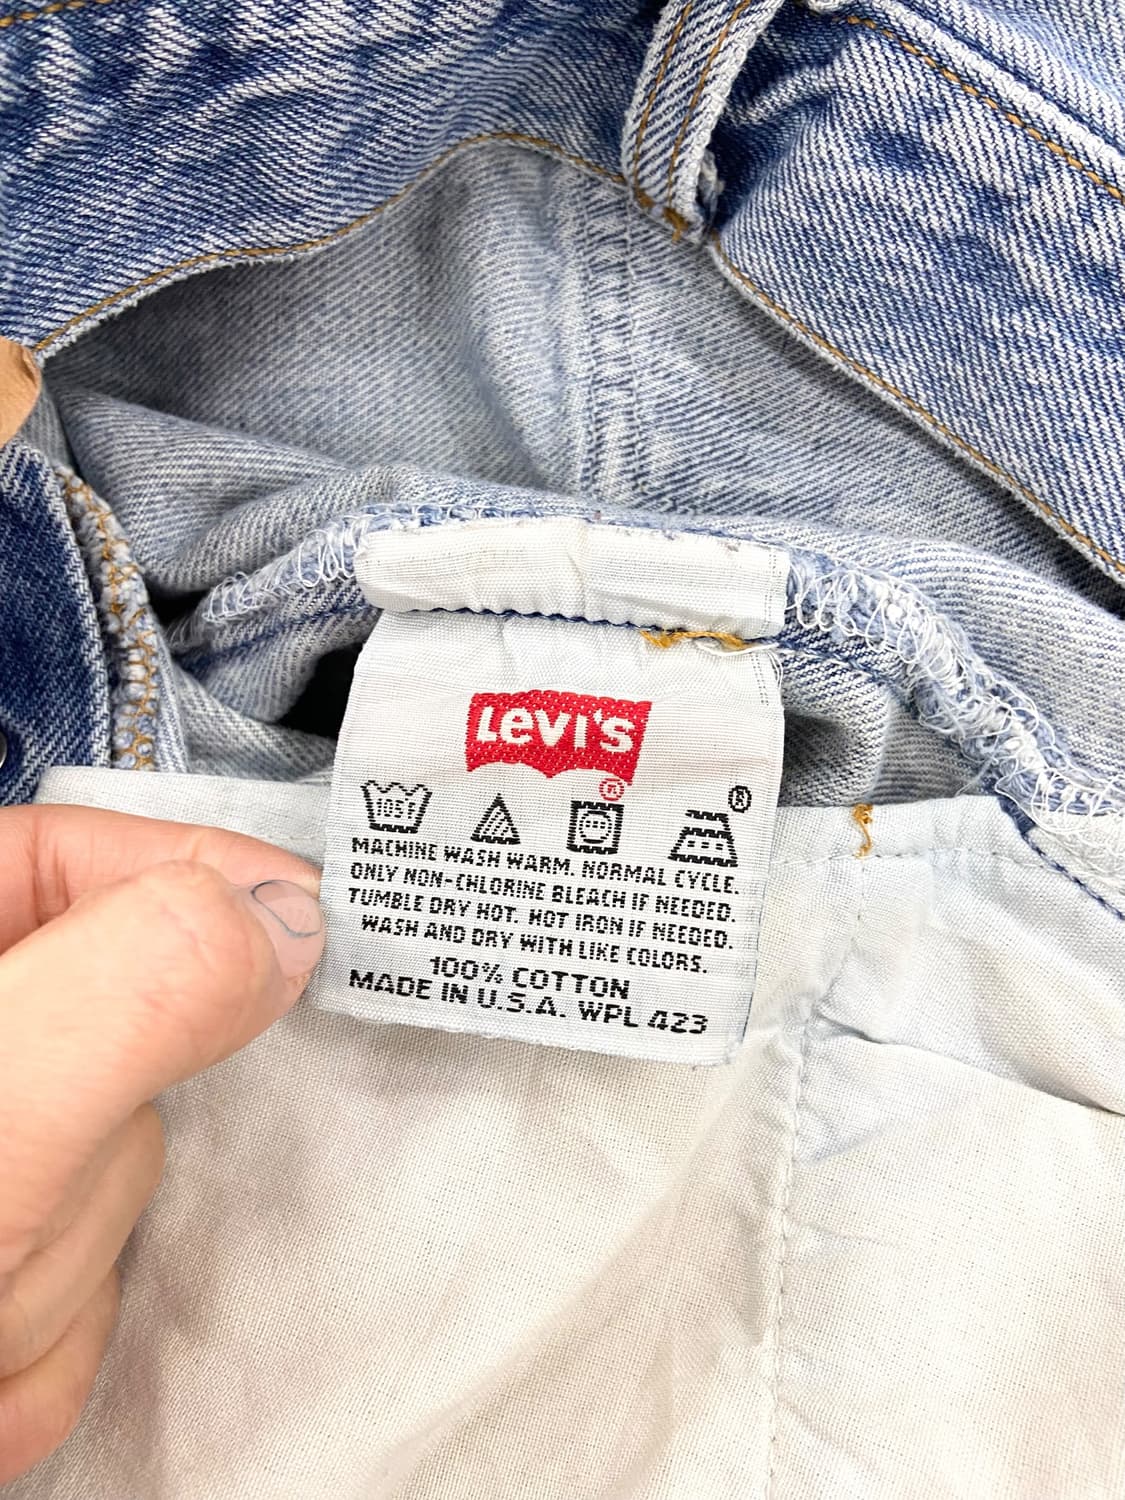 LEVI'S
®
105°F
®
MACHINE WASH WARM. NORMAL CYCLE.
ONLY NON-CHLORINE BLEACH IF NEEDED.
TUMBLE DRY HOT. HOT IRON IF NEEDED.
WASH AND DRY WITH LIKE COLORS.
100% COTTON
MADE IN U.S.A. WPL 423